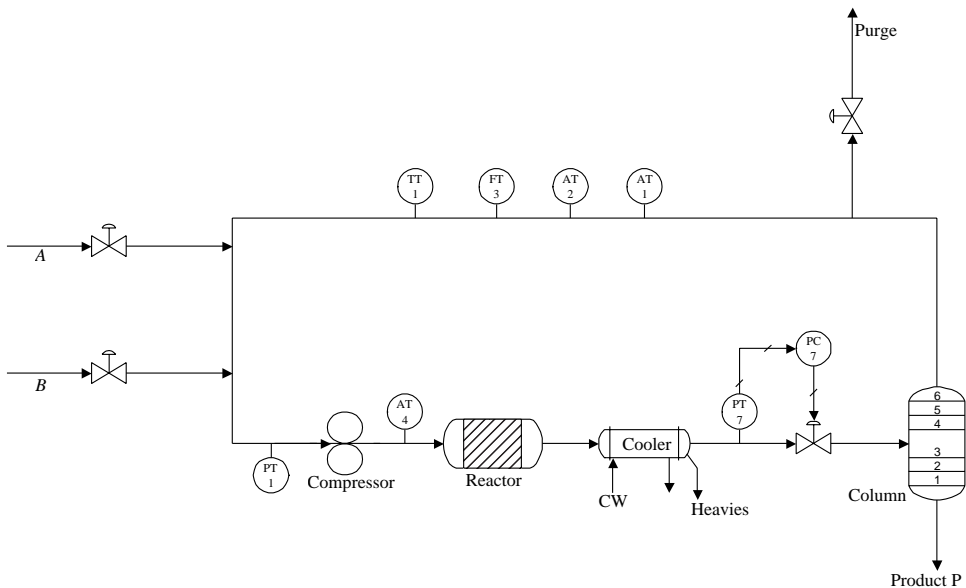 Purge
TT
1
FT
3
AT
2
AT
1
A
B
PC
7
AT
4
PT
7
PT
1
Compressor
Reactor
Cooler
CW
Heavies
6
5
4
3
2
1
Column
Product P